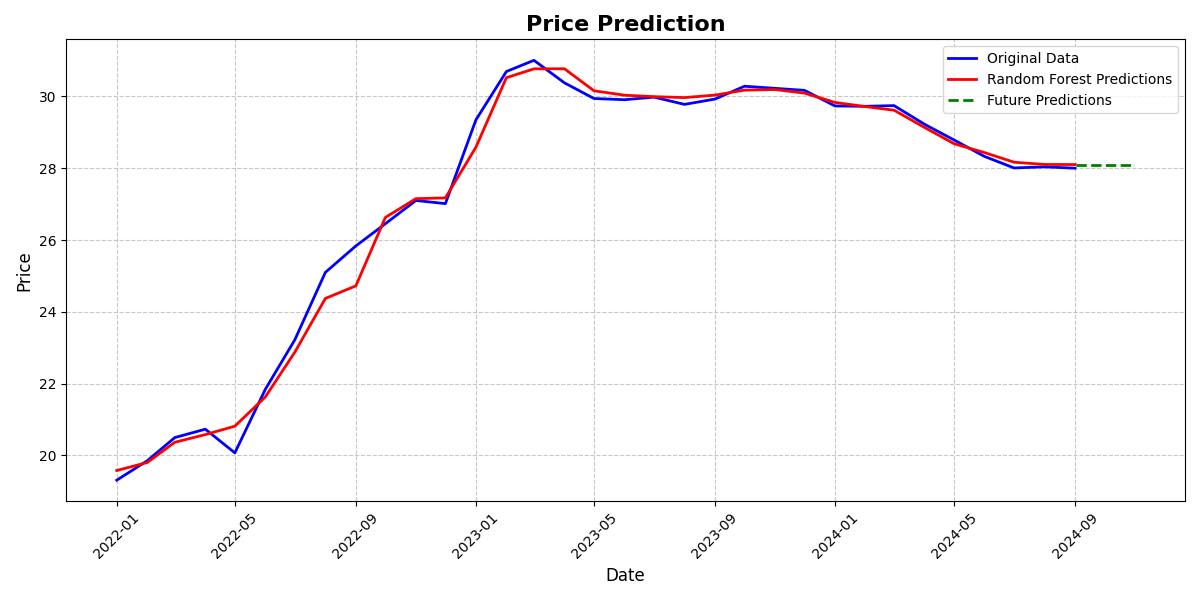 Price Prediction
Original Data
Random Forest Predictions
Future Predictions
Price
30
28
26
24
22
20
2022-01
2022-05
2022-09
2023-01
2023-05
2023-09
2024-01
2024-05
2024-09
Date